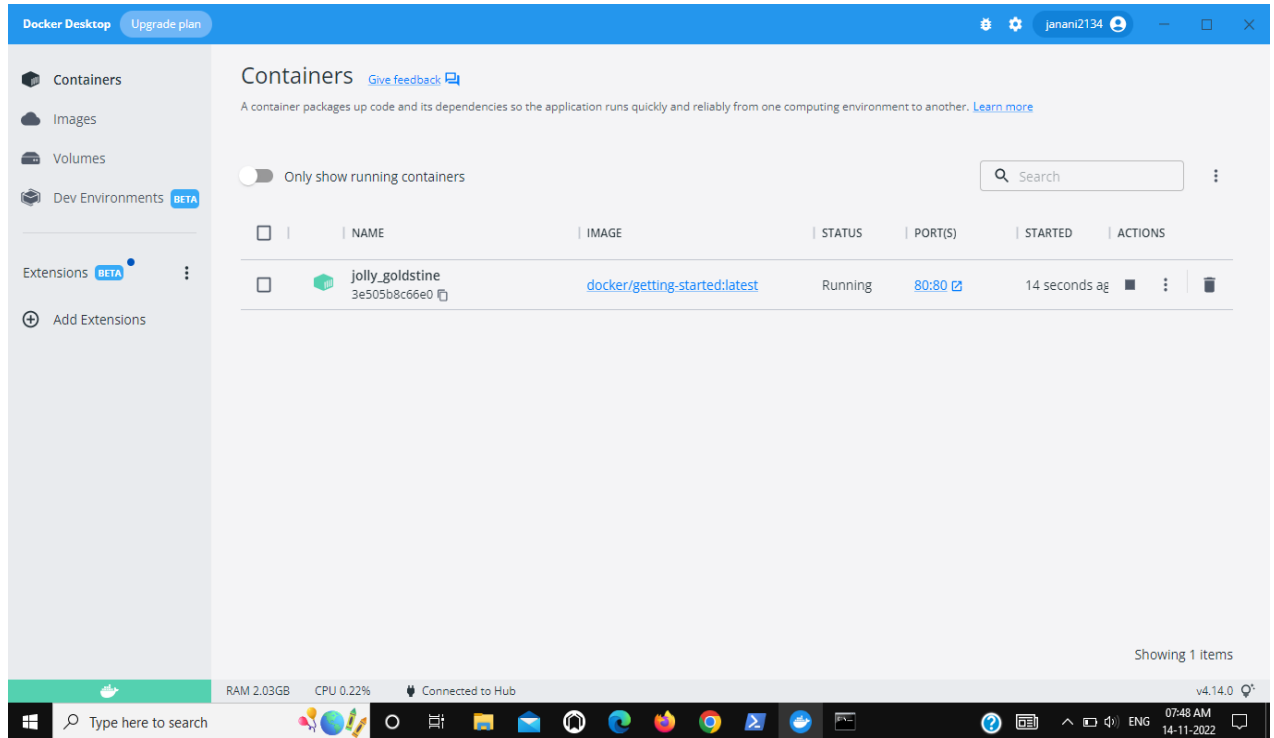 Docker Desktop Upgrade plan janani2134
Containers
Images
Volumes
Dev Environments BETA
Extensions BETA
Add Extensions
Containers Give feedback
A container packages up code and its dependencies so the application runs quickly and reliably from one computing environment to another. Learn more
Only show running containers Search
NAME IMAGE STATUS PORT(S) STARTED ACTIONS
jolly_goldstine docker/getting-started:latest Running 80:80 14 seconds ag
3e505b8c66e0
Showing 1 items
RAM 2.03GB CPU 0.22% Connected to Hub v4.14.0
Type here to search ENG 07:48 AM
14-11-2022